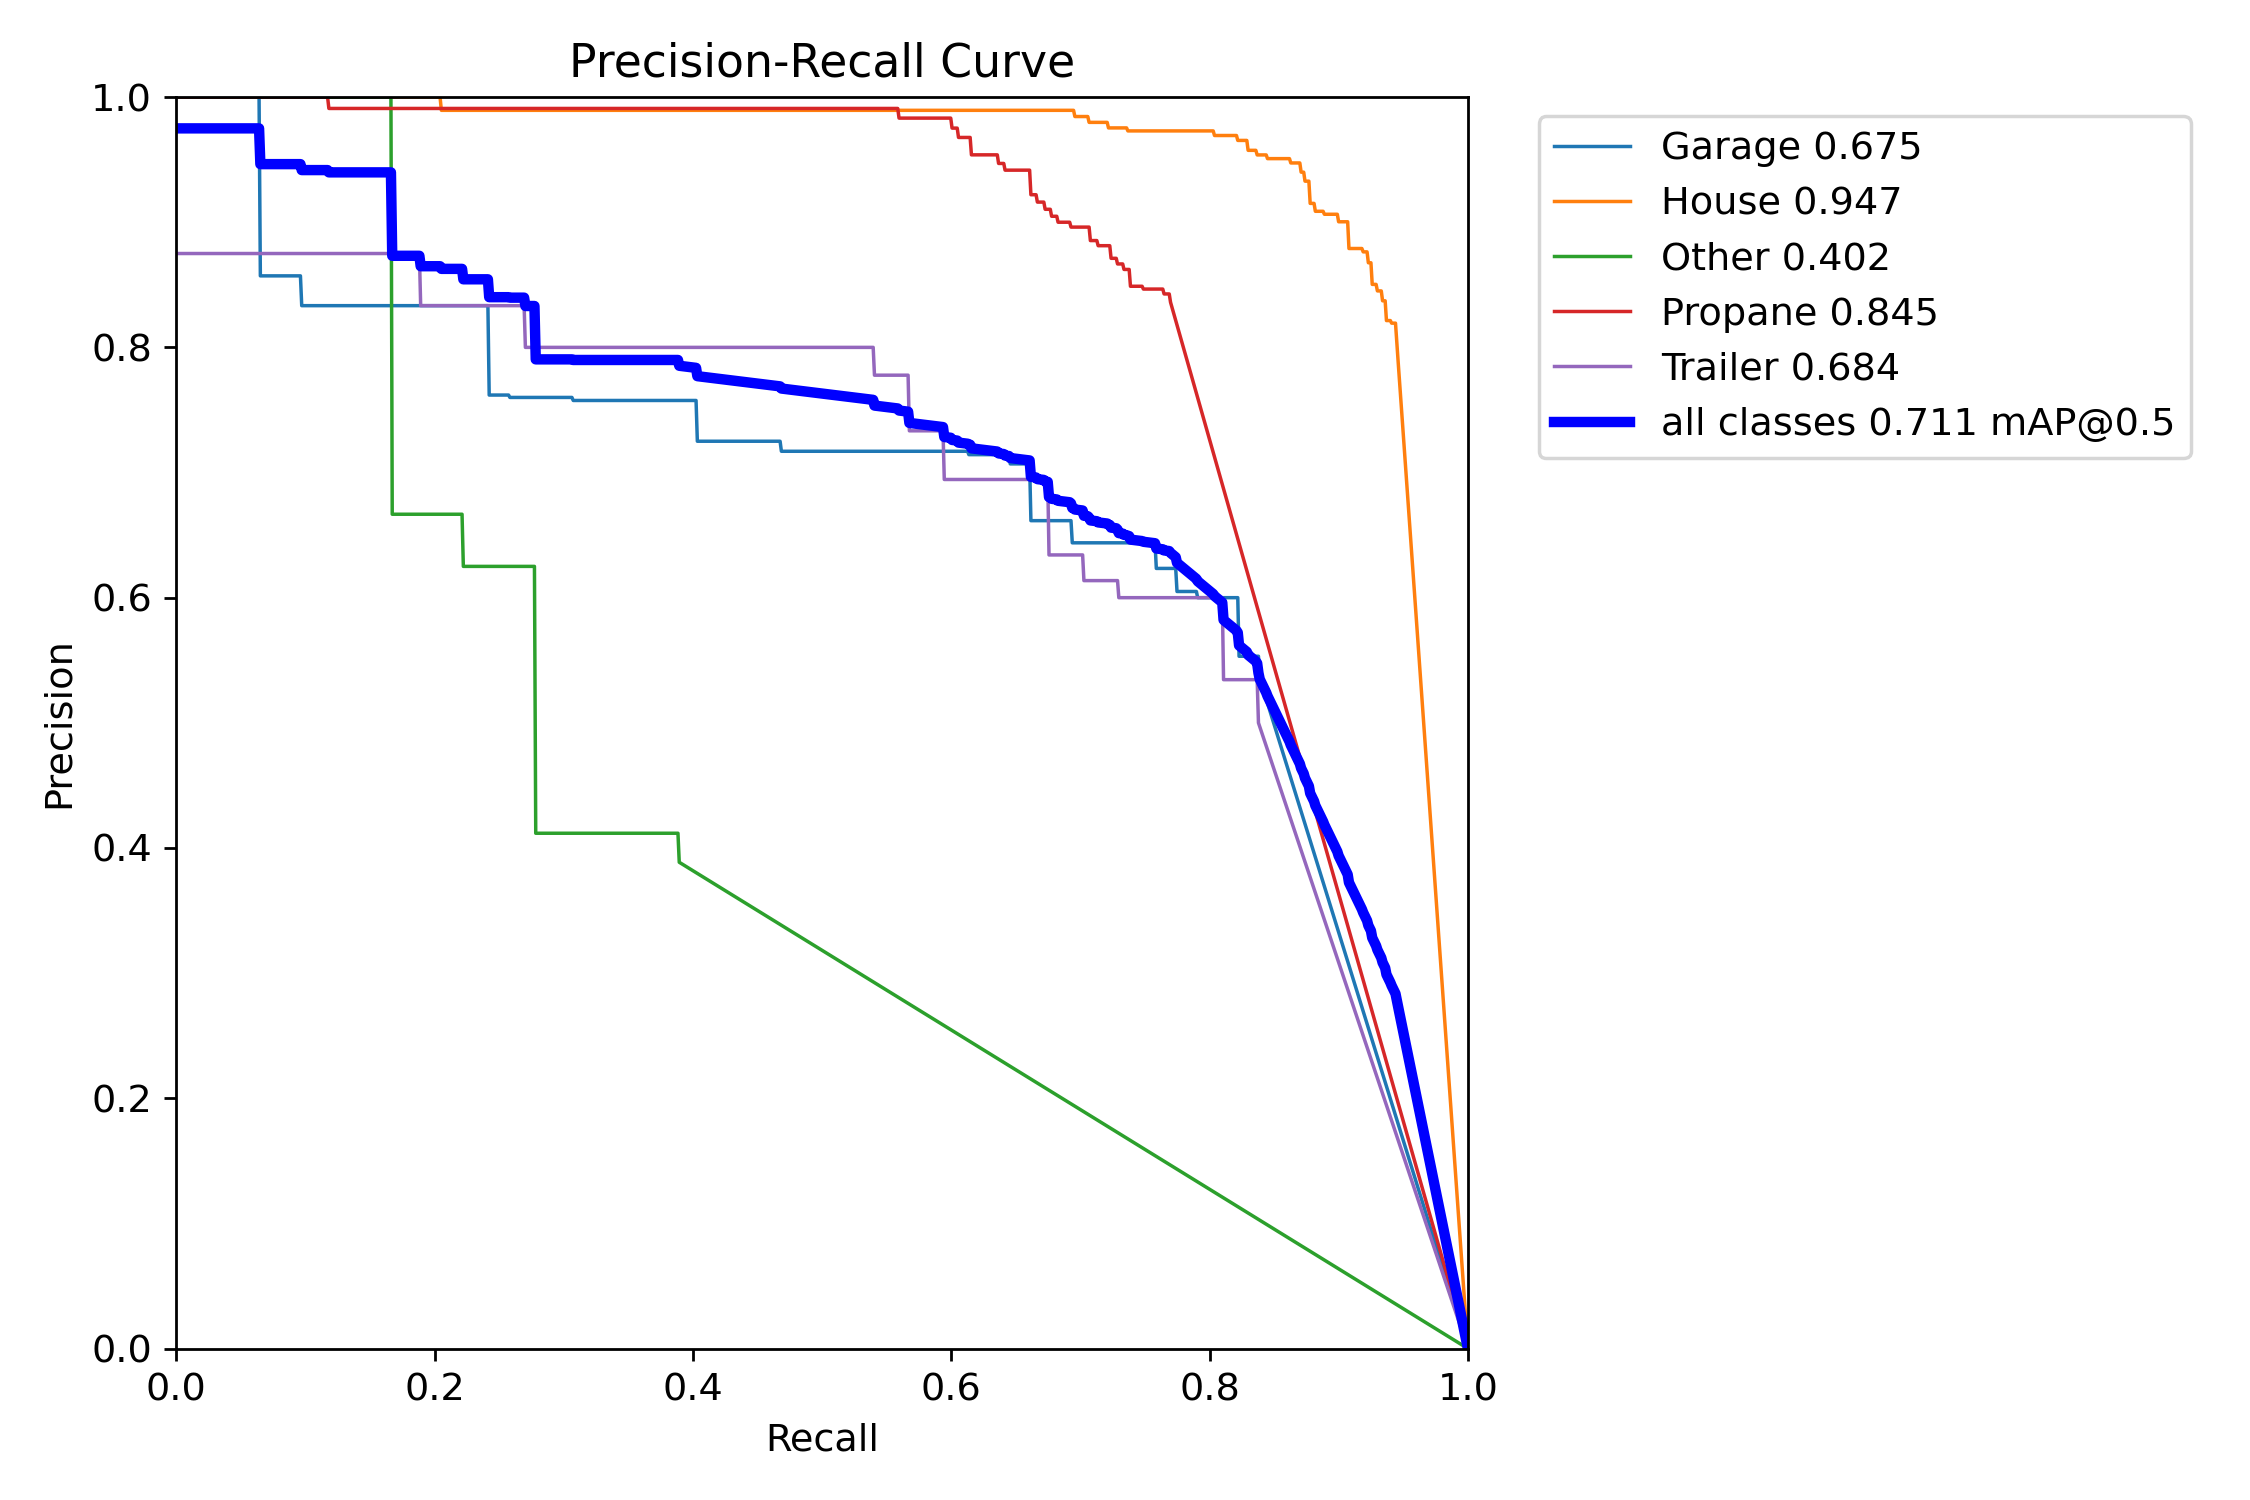 Precision-Recall Curve
1.0
0.8
0.6
0.4
0.2
0.0
Precision
0.0 0.2 0.4 0.6 0.8 1.0
Recall
Garage 0.675
House 0.947
Other 0.402
Propane 0.845
Trailer 0.684
all classes 0.711 mAP@0.5